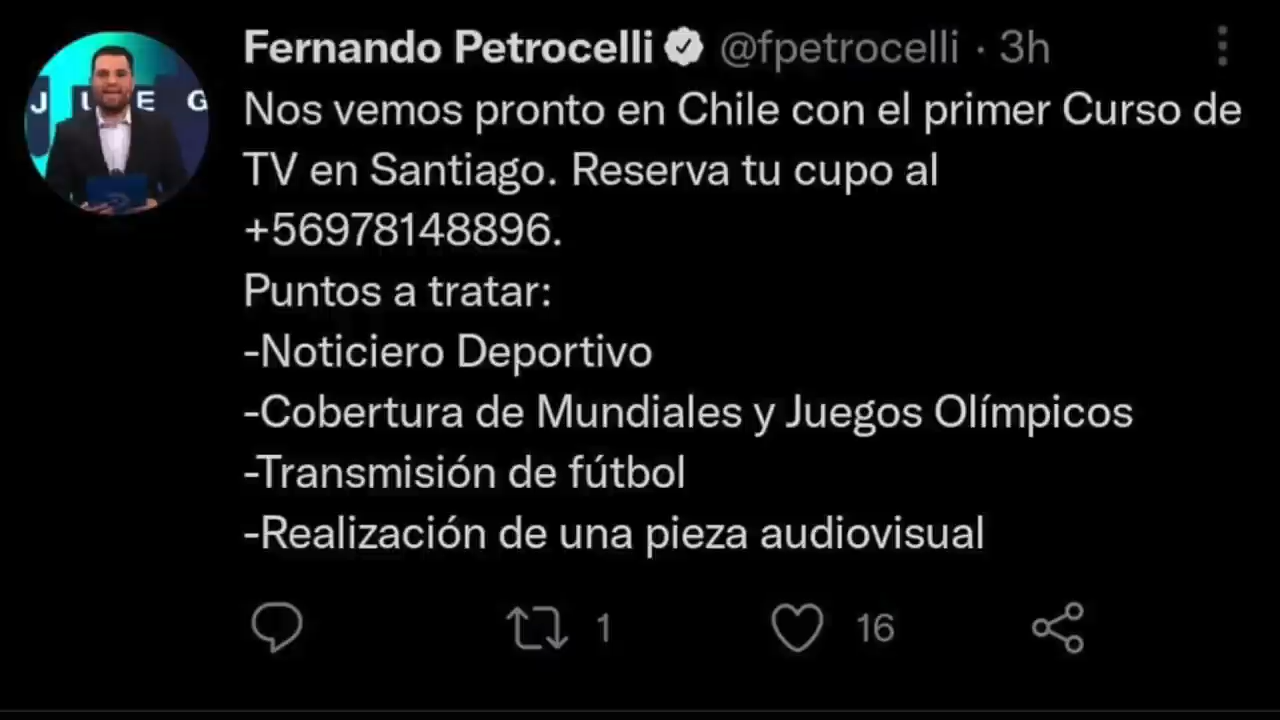 Fernando Petrocelli @fpetrocelli · 3h
J U E G
Nos vemos pronto en Chile con el primer Curso de
TV en Santiago. Reserva tu cupo al
+56978148896.
Puntos a tratar:
-Noticiero Deportivo
-Cobertura de Mundiales y Juegos Olímpicos
-Transmisión de fútbol
-Realización de una pieza audiovisual
1 16